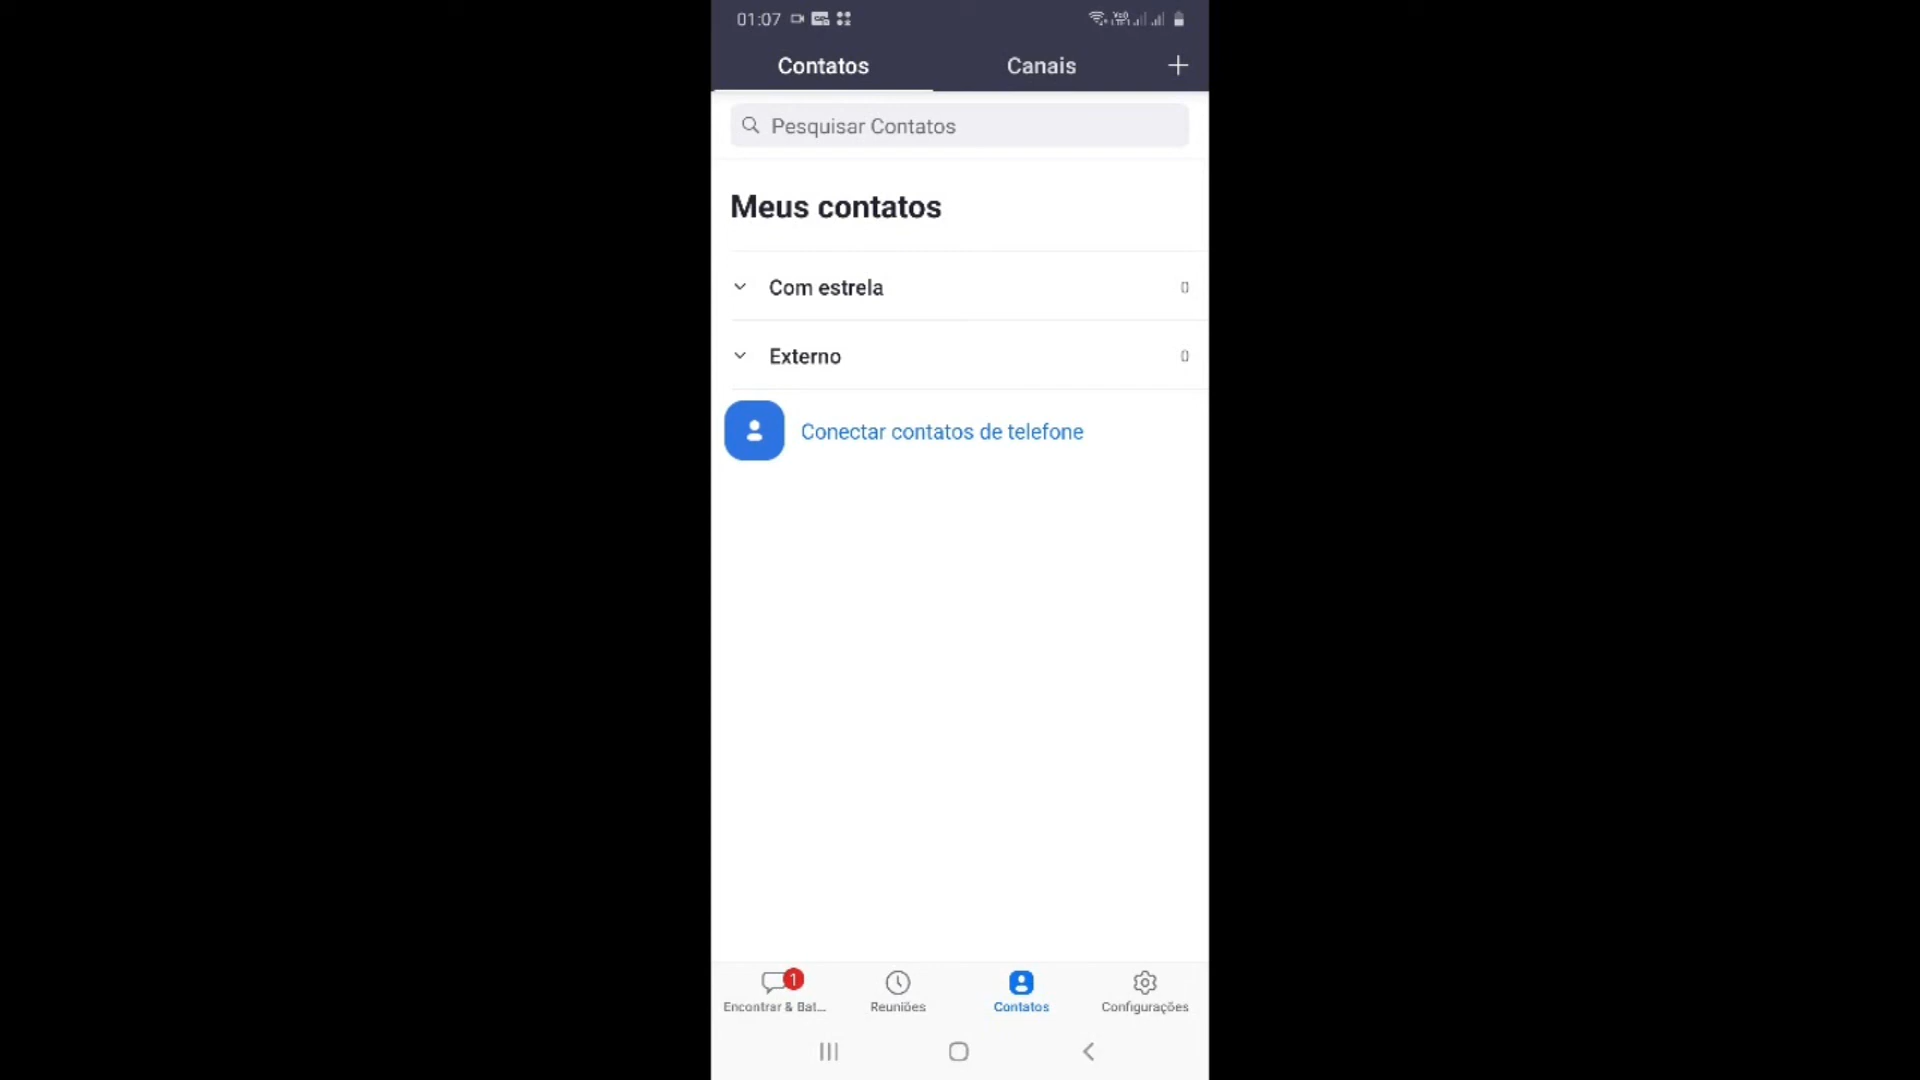 01:07
Contatos Canais
Pesquisar Contatos
Meus contatos
Com estrela 0
Externo 0
Conectar contatos de telefone
1
Encontrar & Bat... Reuniões Contatos Configurações